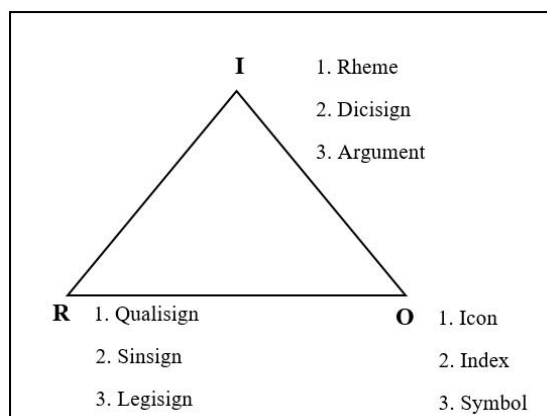 I
1. Rheme
2. Dicisign
3. Argument
R
1. Qualisign
2. Sinsign
3. Legisign
O
1. Icon
2. Index
3. Symbol